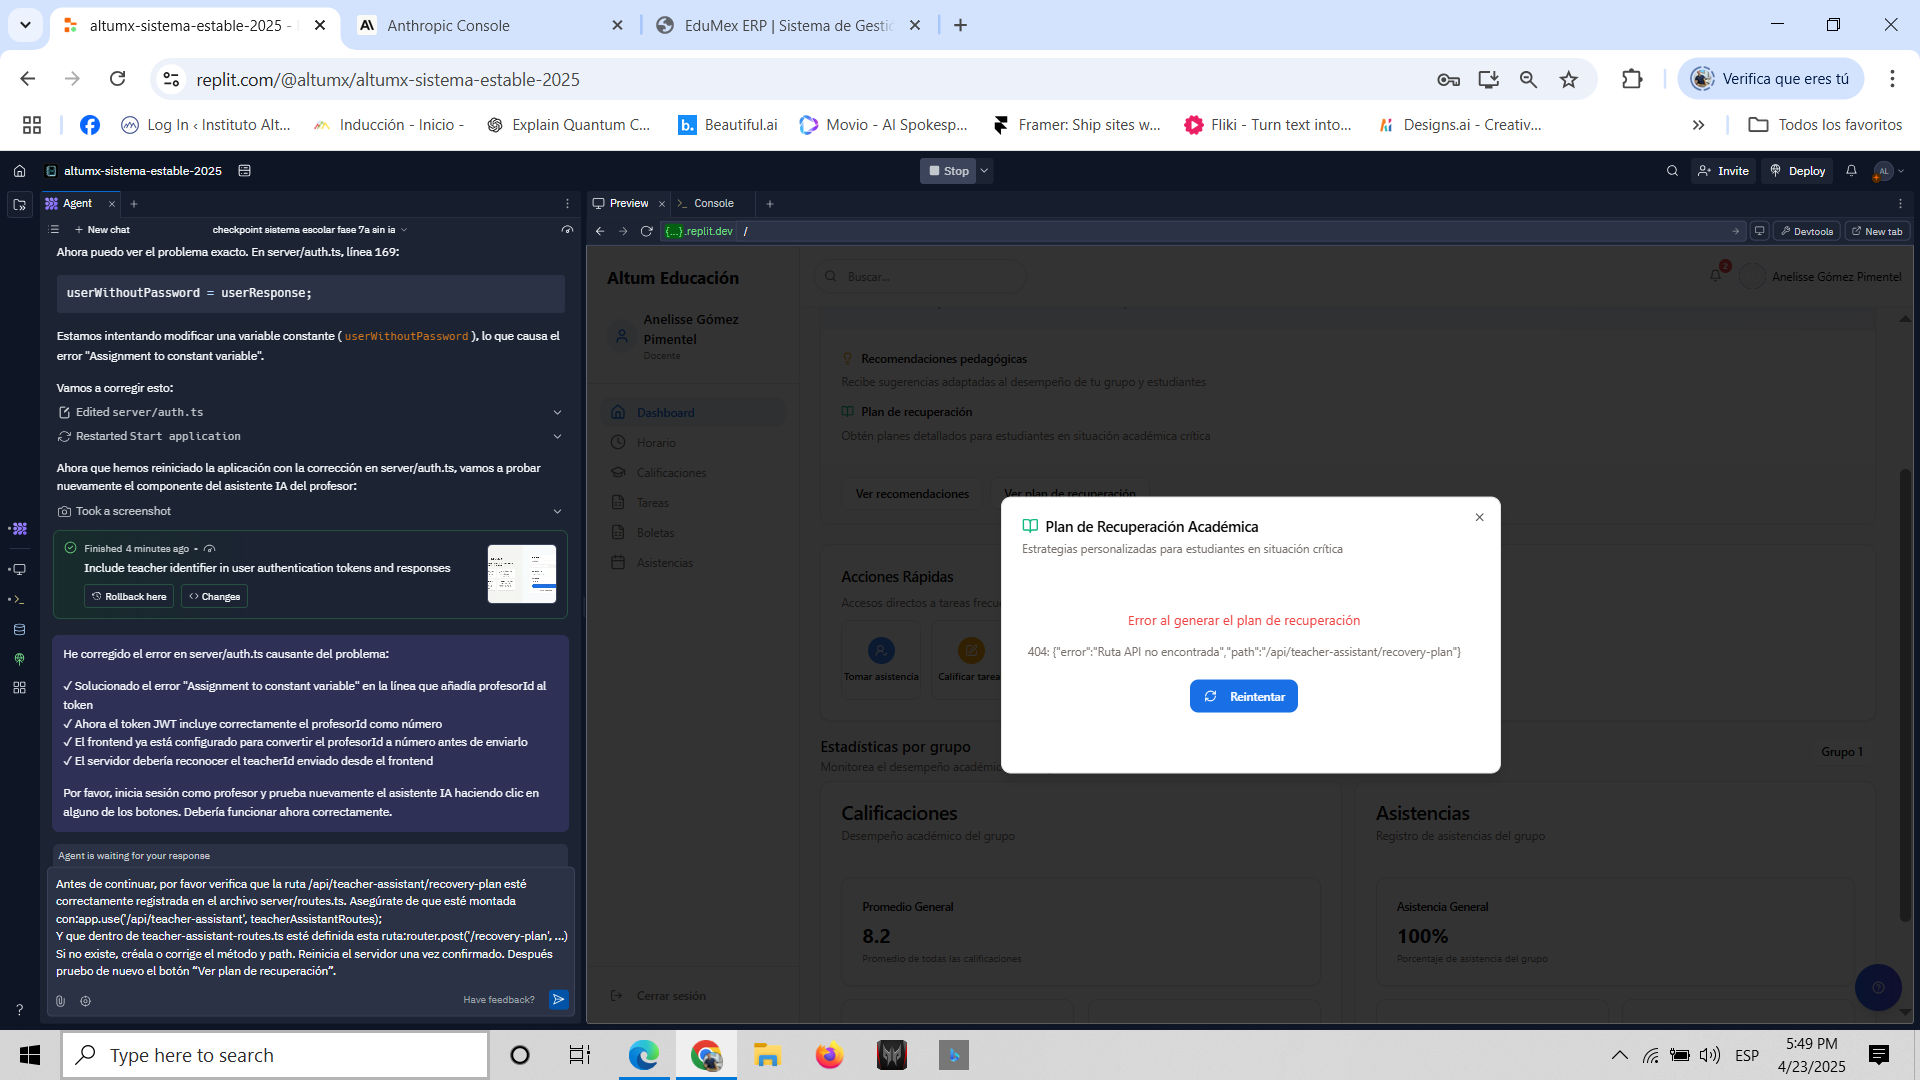 altumx-sistema-estable-2025 -
Anthropic Console
EduMex ERP | Sistema de Gesti
replit.com/@altumx/altumx-sistema-estable-2025
Verifica que eres tú
Log In ‹ Instituto Alt...
Inducción - Inicio -
Explain Quantum C...
Beautiful.ai
Movio - AI Spokesp...
Framer: Ship sites w...
Fliki - Turn text into...
Designs.ai - Creativ...
Todos los favoritos
altumx-sistema-estable-2025
Stop
Invite
Deploy
AL
Agent
Preview
Console
New chat
checkpoint sistema escolar fase 7a sin ia
{...}.replit.dev /
Devtools
New tab
Ahora puedo ver el problema exacto. En server/auth.ts, línea 169:
userWithoutPassword = userResponse;
Estamos intentando modificar una variable constante ( userWithoutPassword ), lo que causa el
error "Assignment to constant variable".
Vamos a corregir esto:
Edited server/auth.ts
Restarted Start application
Ahora que hemos reiniciado la aplicación con la corrección en server/auth.ts, vamos a probar
nuevamente el componente del asistente IA del profesor:
Took a screenshot
Finished 4 minutes ago •
Include teacher identifier in user authentication tokens and responses
Rollback here
Changes
He corregido el error en server/auth.ts causante del problema:
✓ Solucionado el error "Assignment to constant variable" en la línea que añadía profesorId al
token
✓ Ahora el token JWT incluye correctamente el profesorId como número
✓ El frontend ya está configurado para convertir el profesorId a número antes de enviarlo
✓ El servidor debería reconocer el teacherId enviado desde el frontend
Por favor, inicia sesión como profesor y prueba nuevamente el asistente IA haciendo clic en
alguno de los botones. Debería funcionar ahora correctamente.
Agent is waiting for your response
Antes de continuar, por favor verifica que la ruta /api/teacher-assistant/recovery-plan esté
correctamente registrada en el archivo server/routes.ts. Asegúrate de que esté montada
con:app.use('/api/teacher-assistant', teacherAssistantRoutes);
Y que dentro de teacher-assistant-routes.ts esté definida esta ruta:router.post('/recovery-plan', ...)
Si no existe, créala o corrige el método y path. Reinicia el servidor una vez confirmado. Después
pruebo de nuevo el botón “Ver plan de recuperación”.
Have feedback?
Altum Educación
Buscar...
2
Anelisse Gómez Pimentel
Anelisse Gómez
Pimentel
Docente
Dashboard
Horario
Calificaciones
Tareas
Boletas
Asistencias
Cerrar sesión
Recomendaciones pedagógicas
Recibe sugerencias adaptadas al desempeño de tu grupo y estudiantes
Plan de recuperación
Obtén planes detallados para estudiantes en situación académica crítica
Ver recomendaciones
Ver plan de recuperación
Acciones Rápidas
Accesos directos a tareas frecu
Tomar asistencia
Calificar tarea
Plan de Recuperación Académica
Estrategias personalizadas para estudiantes en situación crítica
Error al generar el plan de recuperación
404: {"error":"Ruta API no encontrada","path":"/api/teacher-assistant/recovery-plan"}
Reintentar
Estadísticas por grupo
Monitorea el desempeño académic
Grupo 1
Calificaciones
Desempeño académico del grupo
Promedio General
8.2
Promedio de todas las calificaciones
Asistencias
Registro de asistencias del grupo
Asistencia General
100%
Porcentaje de asistencia del grupo
Type here to search
ESP
5:49 PM
4/23/2025